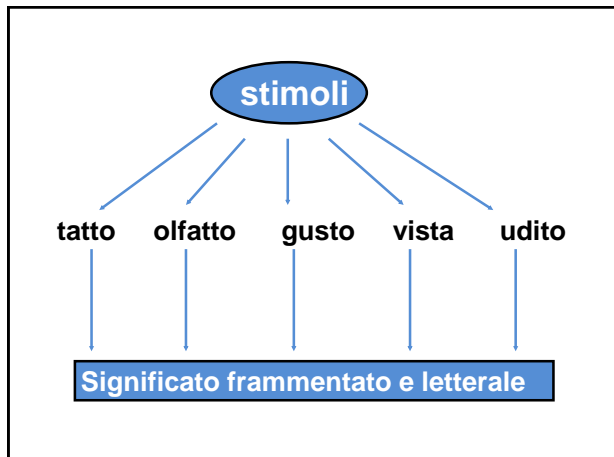 stimoli
tatto olfatto gusto vista udito
Significato frammentato e letterale